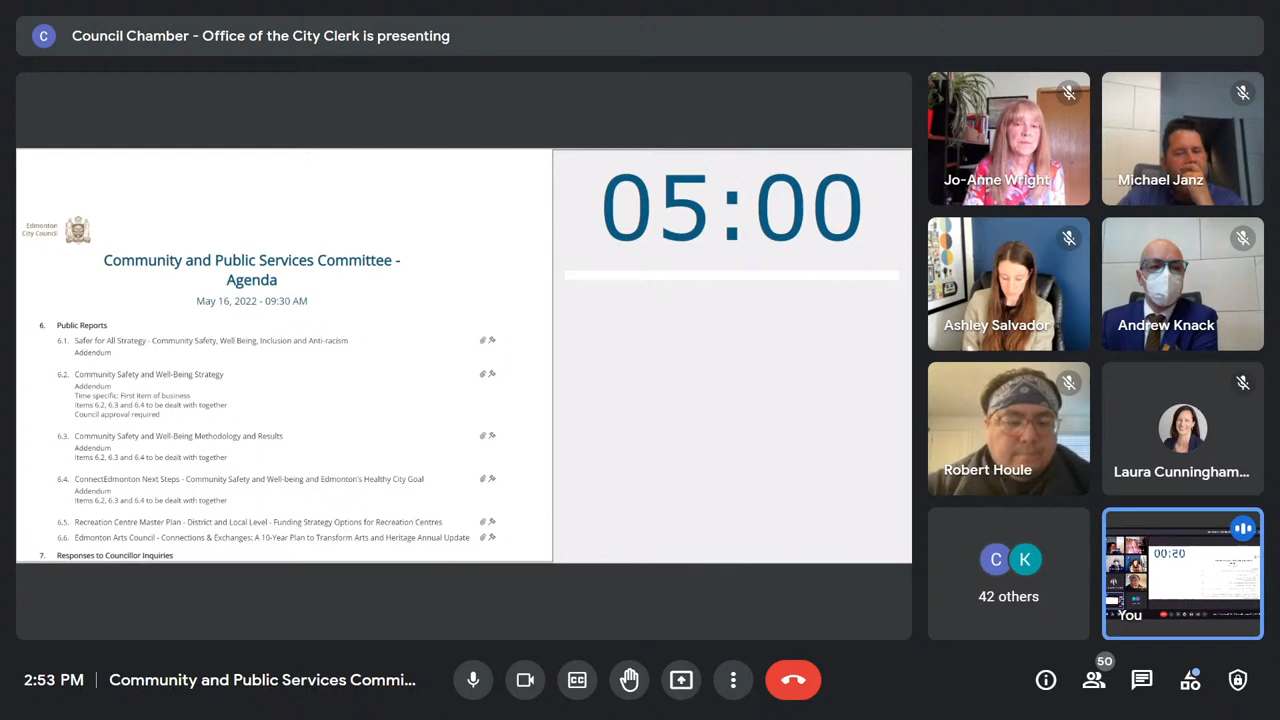 C
Council Chamber - Office of the City Clerk is presenting
Edmonton
City Council
Community and Public Services Committee -
Agenda
May 16, 2022 - 09:30 AM
6. Public Reports
6.1. Safer for All Strategy - Community Safety, Well Being, Inclusion and Anti-racism
Addendum
6.2. Community Safety and Well-Being Strategy
Addendum
Time specific: First item of business
Items 6.2, 6.3 and 6.4 to be dealt with together
Council approval required
6.3. Community Safety and Well-Being Methodology and Results
Addendum
Items 6.2, 6.3 and 6.4 to be dealt with together
6.4. ConnectEdmonton Next Steps - Community Safety and Well-being and Edmonton's Healthy City Goal
Addendum
Items 6.2, 6.3 and 6.4 to be dealt with together
6.5. Recreation Centre Master Plan - District and Local Level - Funding Strategy Options for Recreation Centres
6.6. Edmonton Arts Council - Connections & Exchanges: A 10-Year Plan to Transform Arts and Heritage Annual Update
7. Responses to Councillor Inquiries
05:00
Jo-Anne Wright
Michael Janz
Ashley Salvador
Andrew Knack
Robert Houle
Laura Cunningham...
C K
42 others
05:00
You
2:53 PM
Community and Public Services Commi...
CC
50